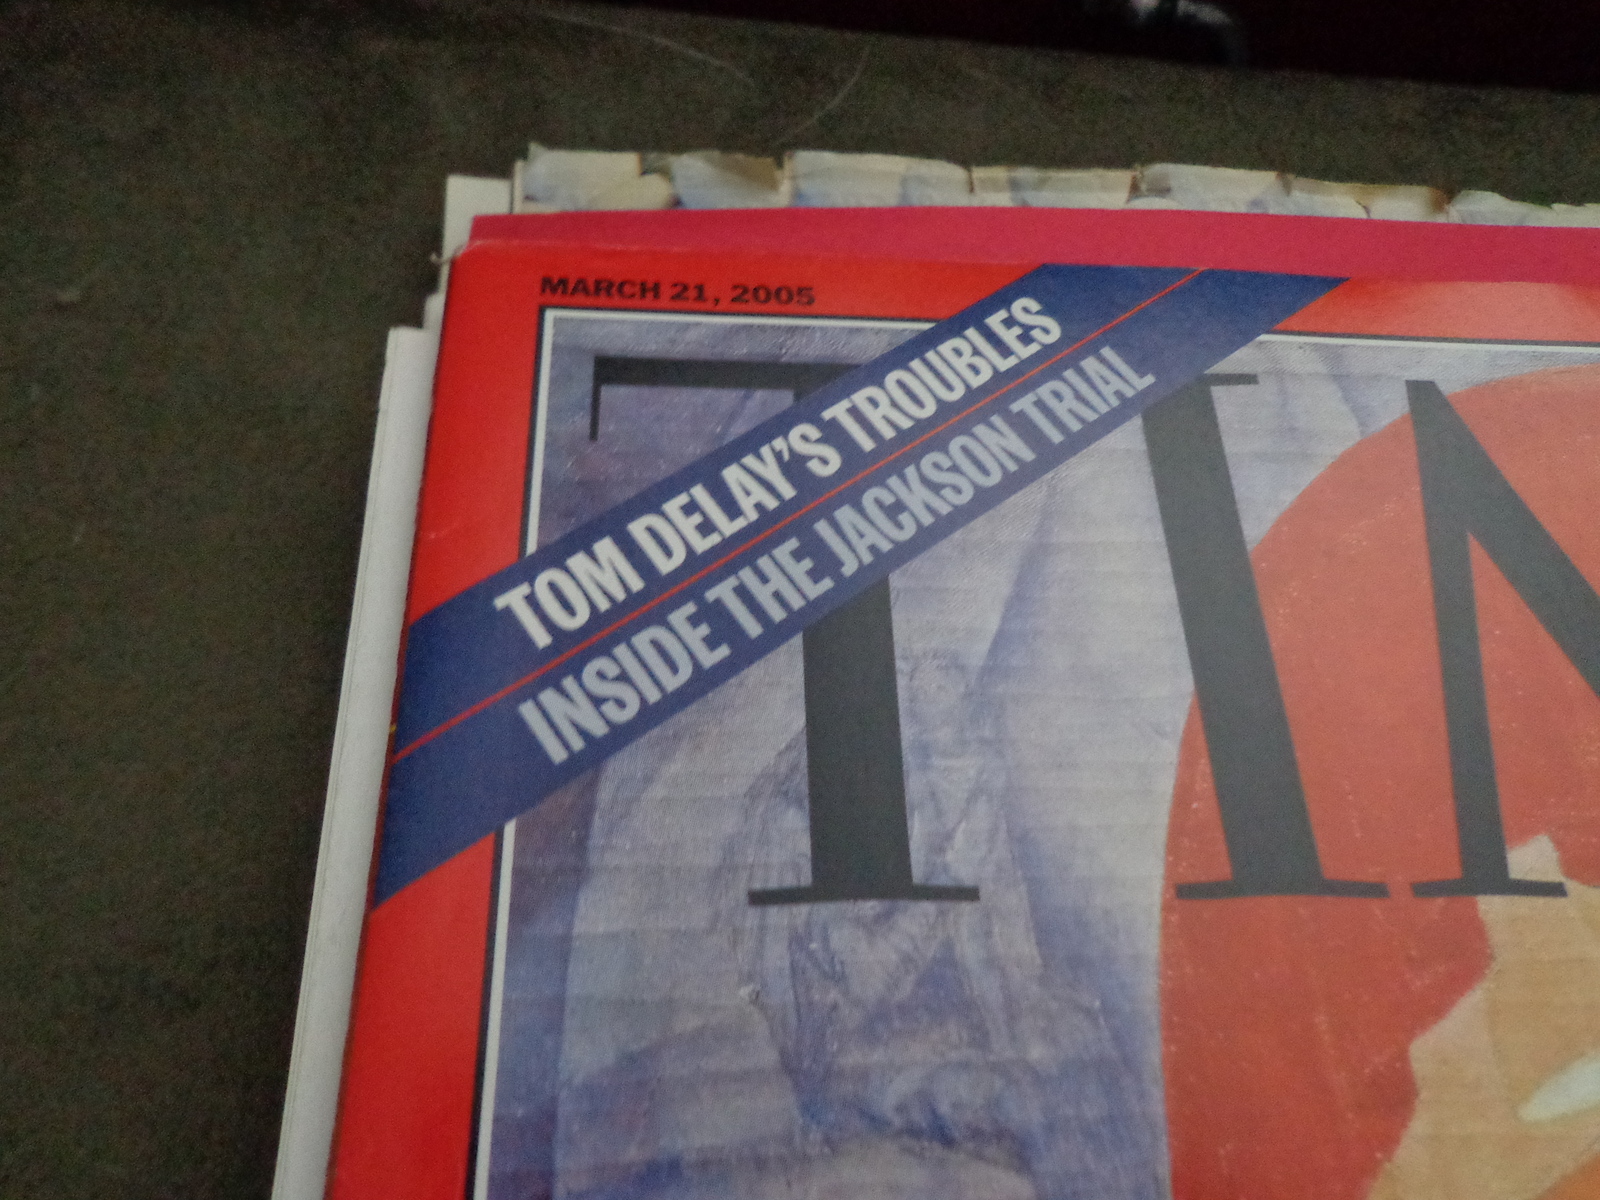 MARCH 21, 2005
TOM DELAY'S TROUBLES
INSIDE THE JACKSON TRIAL
TIM